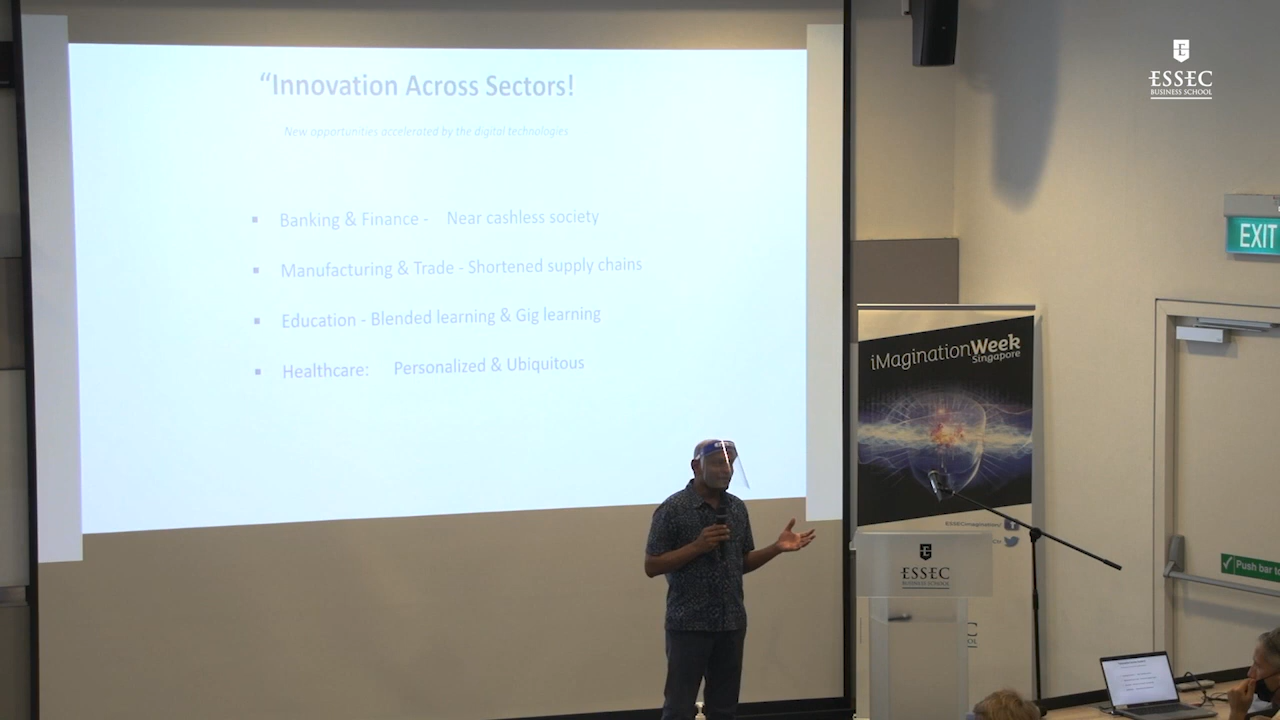 “Innovation Across Sectors!
New opportunities accelerated by the digital technologies
▪ Banking & Finance - Near cashless society
▪ Manufacturing & Trade - Shortened supply chains
▪ Education - Blended learning & Gig learning
▪ Healthcare: Personalized & Ubiquitous
ESSEC
BUSINESS SCHOOL
EXIT
iMaginationWeek
Singapore
ESSEC
BUSINESS SCHOOL
Push bar